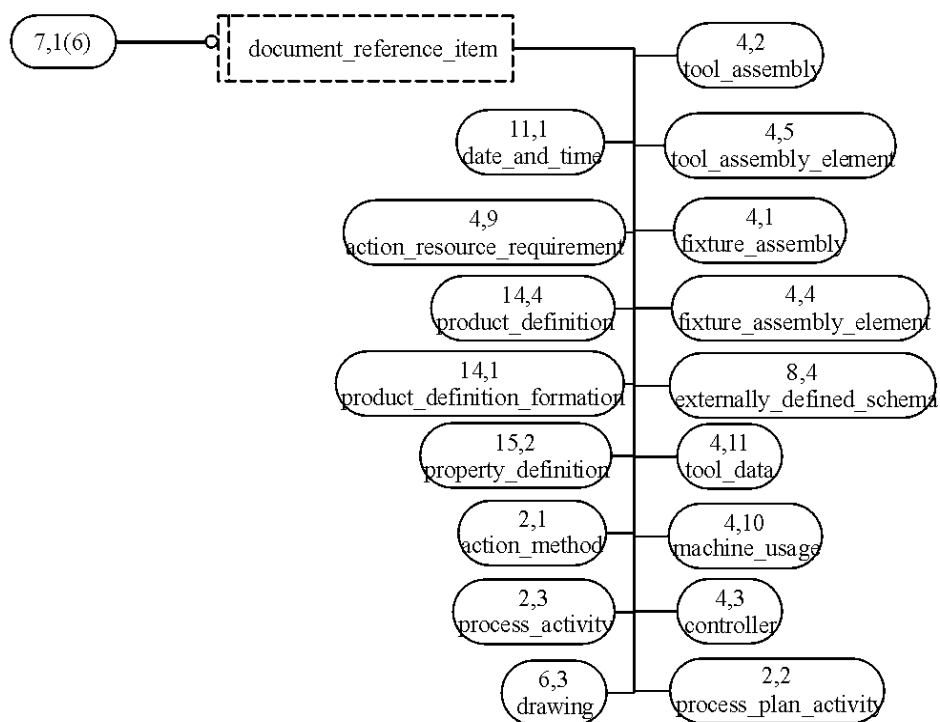 7,1(6)
document_reference_item
4,2
tool_assembly
11,1
date_and_time
4,5
tool_assembly_element
4,9
action_resource_requirement
4,1
fixture_assembly
14,4
product_definition
4,4
fixture_assembly_element
14,1
product_definition_formation
8,4
externally_defined_schema
15,2
property_definition
4,11
tool_data
2,1
action_method
4,10
machine_usage
2,3
process_activity
4,3
controller
6,3
drawing
2,2
process_plan_activity